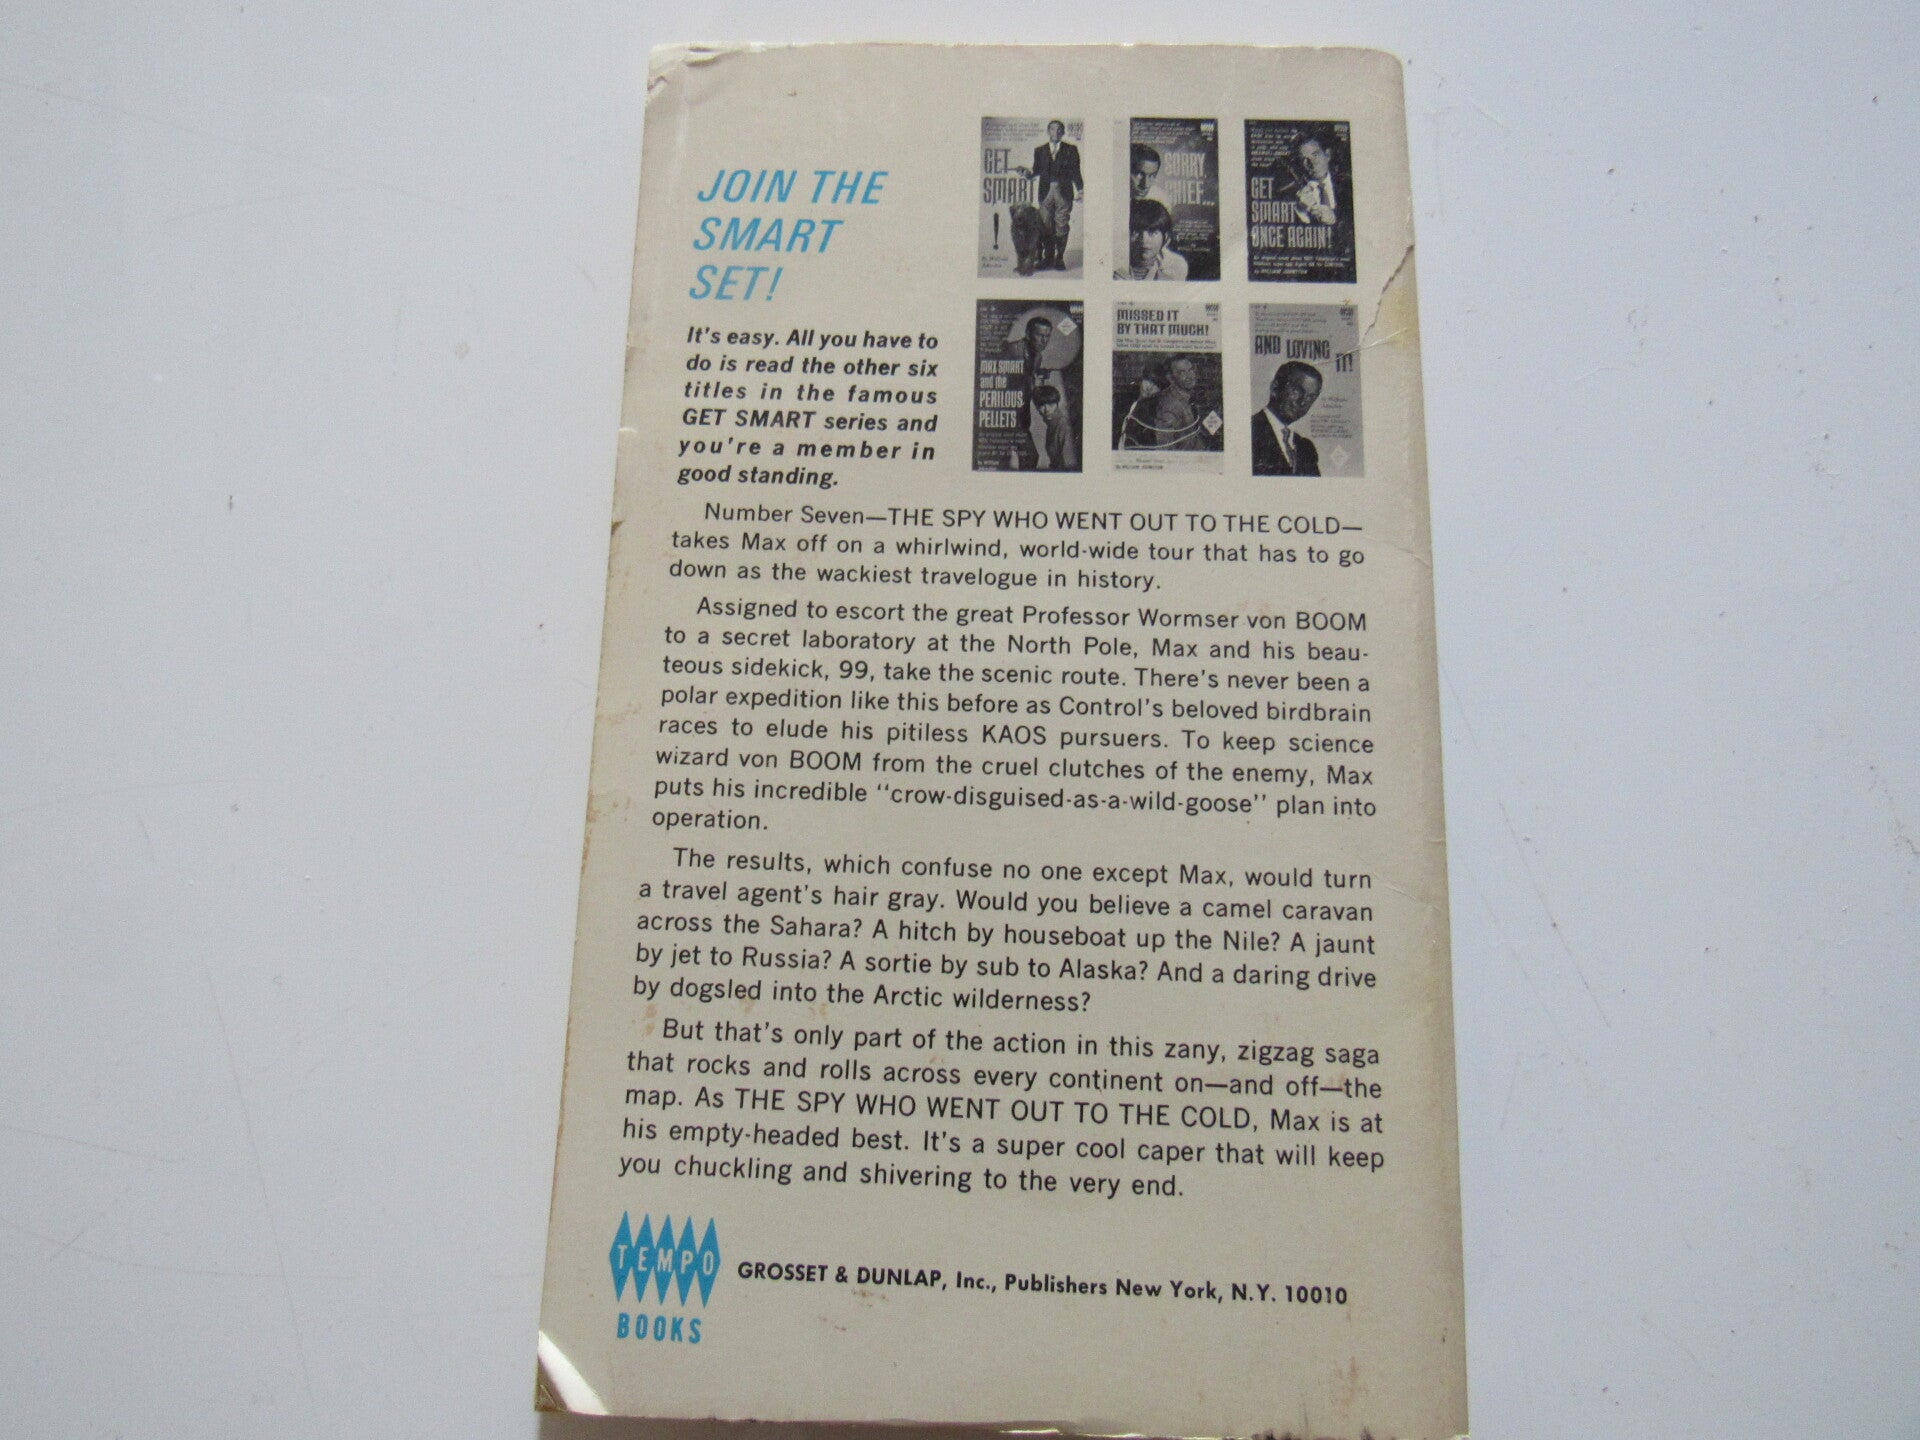 JOIN THE
SMART
SET!
It's easy. All you have to
do is read the other six
titles in the famous
GET SMART series and
you're a member in
good standing.
GET
SMART
!
SORRY,
CHIEF...
GET
SMART
ONCE AGAIN!
by WILLIAM JOHNSTON
MAX SMART
and the
PERILOUS
PELLETS
MISSED IT
BY THAT MUCH!
by WILLIAM JOHNSTON
AND LOVING
IT!
Number Seven—THE SPY WHO WENT OUT TO THE COLD—
takes Max off on a whirlwind, world-wide tour that has to go
down as the wackiest travelogue in history.
Assigned to escort the great Professor Wormser von BOOM
to a secret laboratory at the North Pole, Max and his beau-
teous sidekick, 99, take the scenic route. There's never been a
polar expedition like this before as Control's beloved birdbrain
races to elude his pitiless KAOS pursuers. To keep science
wizard von BOOM from the cruel clutches of the enemy, Max
puts his incredible "crow-disguised-as-a-wild-goose" plan into
operation.
The results, which confuse no one except Max, would turn
a travel agent's hair gray. Would you believe a camel caravan
across the Sahara? A hitch by houseboat up the Nile? A jaunt
by jet to Russia? A sortie by sub to Alaska? And a daring drive
by dogsled into the Arctic wilderness?
But that's only part of the action in this zany, zigzag saga
that rocks and rolls across every continent on—and off—the
map. As THE SPY WHO WENT OUT TO THE COLD, Max is at
his empty-headed best. It's a super cool caper that will keep
you chuckling and shivering to the very end.
TEMPO
BOOKS
GROSSET & DUNLAP, Inc., Publishers New York, N.Y. 10010